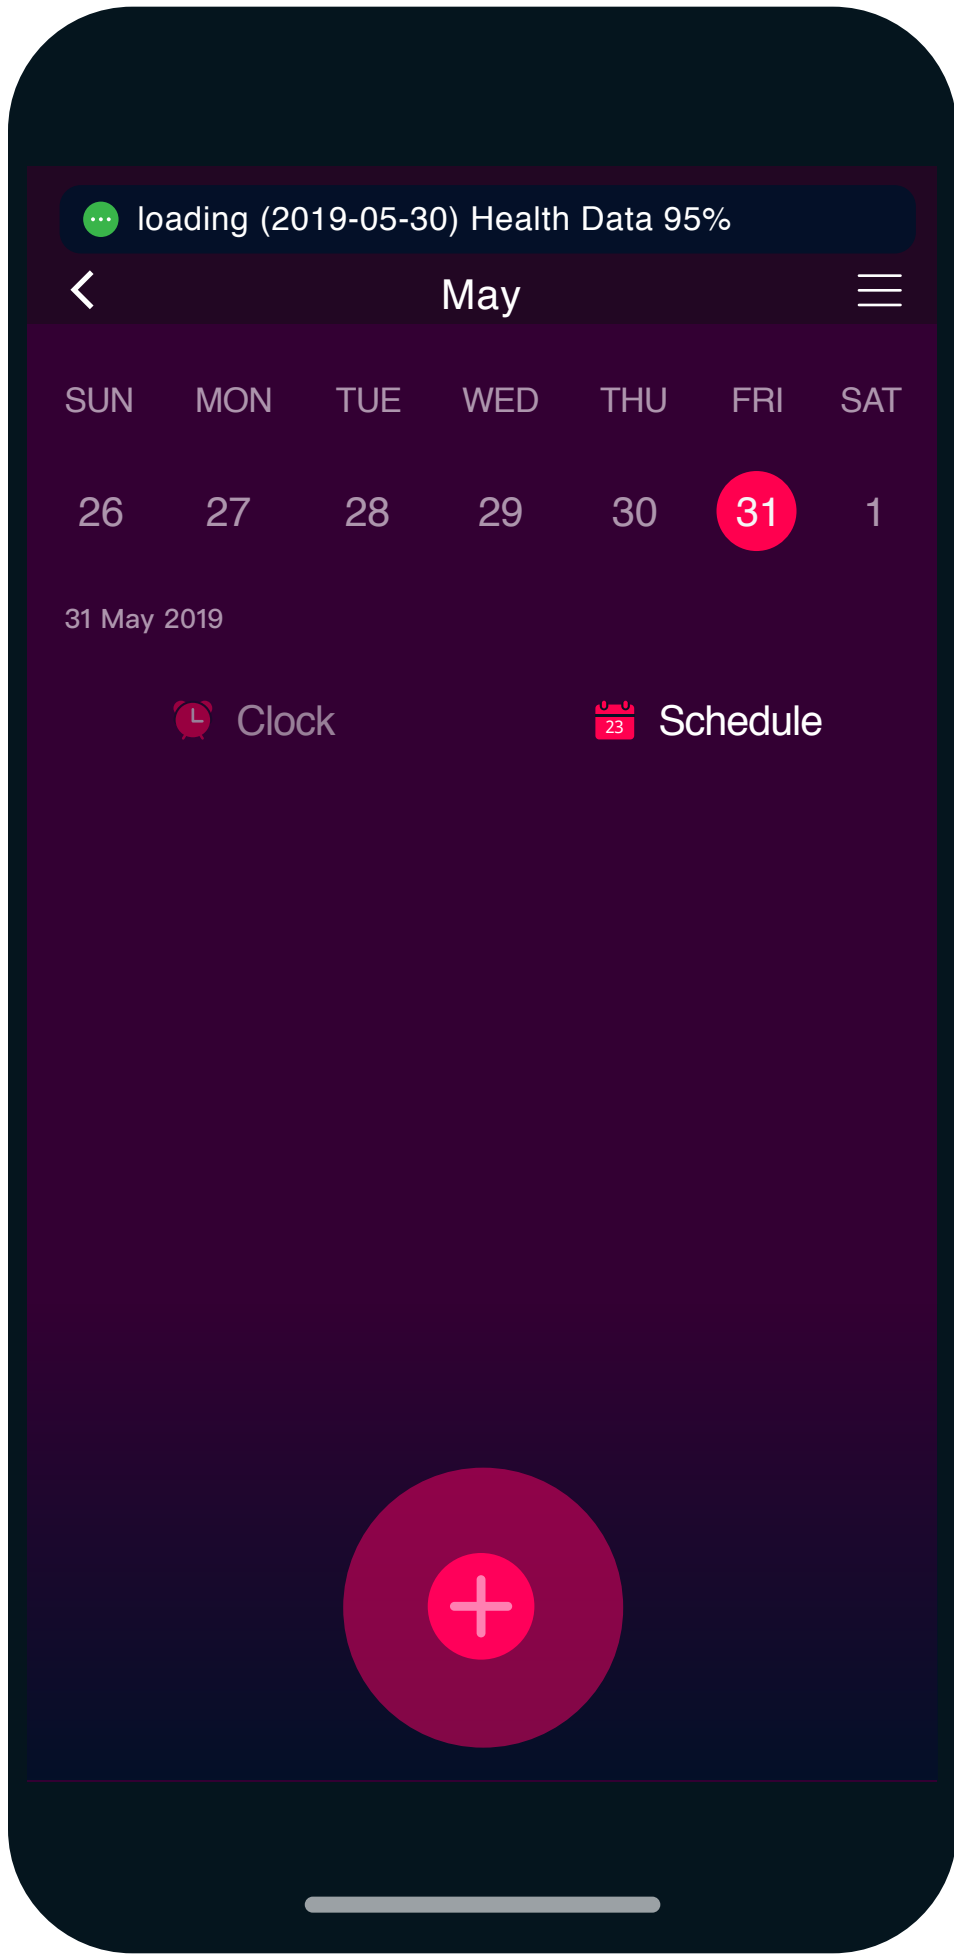 loading (2019-05-30) Health Data 95%
May
SUN MON TUE WED THU FRI SAT
26 27 28 29 30 31 1
31 May 2019
Clock 23 Schedule